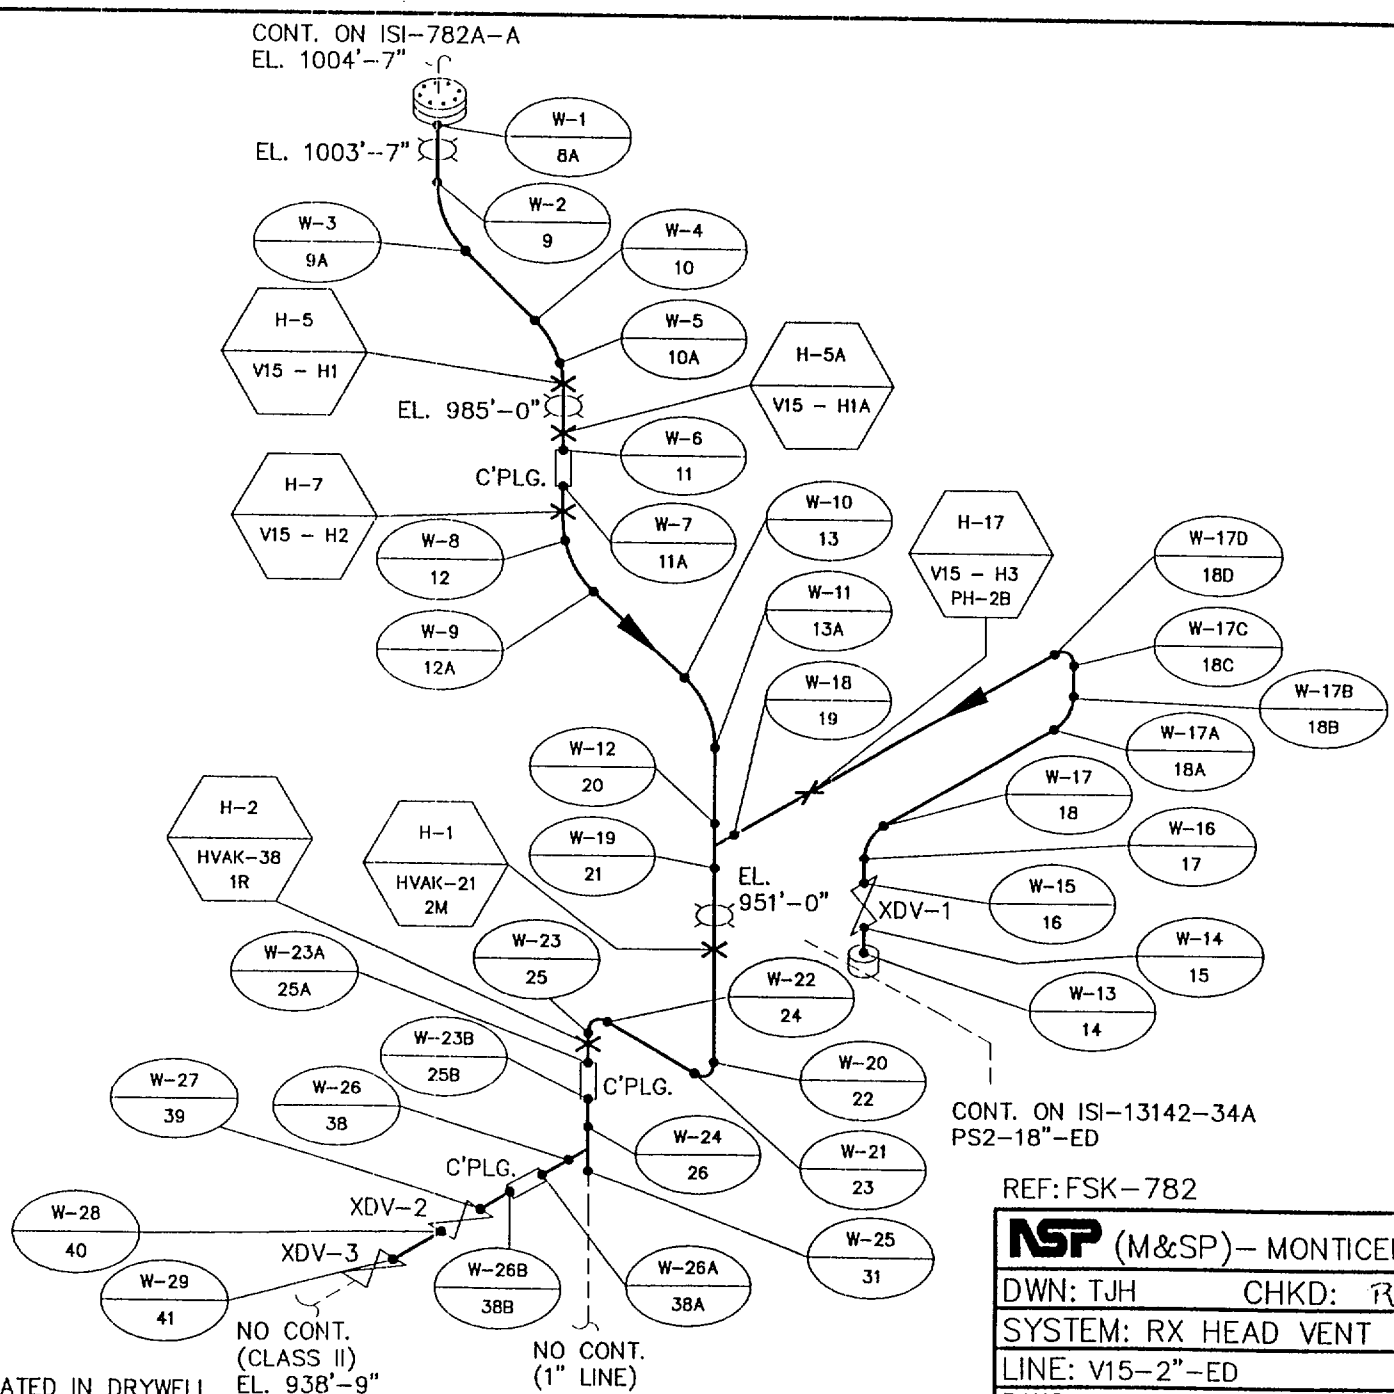 CONT. ON ISI-782A-A
EL. 1004'-7"
W-1
8A
EL. 1003'-7"
W-2
9
W-3
9A
W-4
10
H-5
V15 - H1
W-5
10A
H-5A
V15 - H1A
EL. 985'-0"
W-6
11
C'PLG.
H-7
V15 - H2
W-7
11A
W-10
13
H-17
V15 - H3
PH-2B
W-8
12
W-17D
18D
W-11
13A
W-9
12A
W-17C
18C
W-18
19
W-17B
18B
W-12
20
W-17A
18A
W-17
18
H-2
HVAK-38
1R
H-1
HVAK-21
2M
W-19
21
W-16
17
EL.
951'-0"
W-15
16
XDV-1
W-23A
25A
W-23
25
W-14
15
W-22
24
W-13
14
W-23B
25B
C'PLG.
W-27
39
W-26
38
W-20
22
CONT. ON ISI-13142-34A
PS2-18"-ED
W-24
26
W-21
23
C'PLG.
REF: FSK-782
W-28
40
XDV-2
XDV-3
W-25
31
W-29
41
W-26B
38B
W-26A
38A
NSP (M&SP)- MONTICE
DWN: TJH CHKD:
SYSTEM: RX HEAD VENT
LINE: V15-2"-ED
NO CONT.
(CLASS II)
EL. 938'-9"
NO CONT.
(1" LINE)
ATED IN DRYWELL